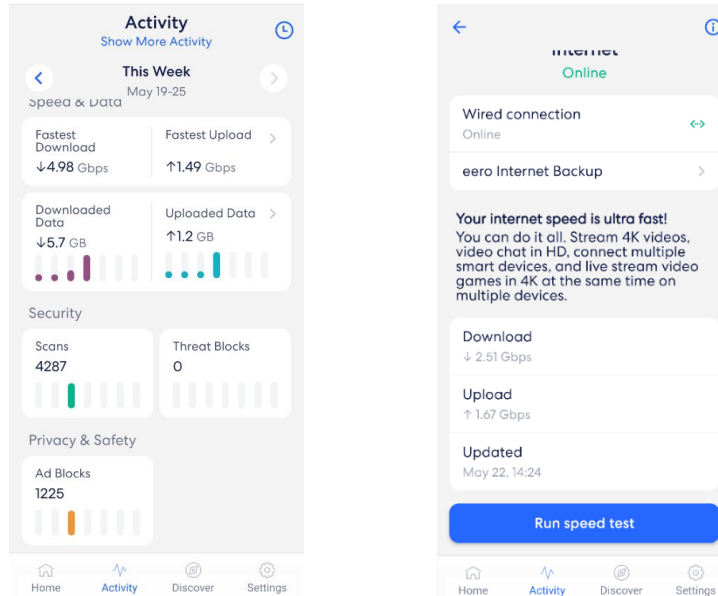 Activity
Show More Activity
This Week
May 19-25
Speed & Data
Fastest
Download
Fastest Upload
↓4.98 Gbps
↑1.49 Gbps
Downloaded
Data
Uploaded Data
↓5.7 GB
↑1.2 GB
Security
Scans
4287
Threat Blocks
0
Privacy & Safety
Ad Blocks
1225
Home
Activity
Discover
Settings
Internet
Online
Wired connection
Online
eero Internet Backup
Your internet speed is ultra fast!
You can do it all. Stream 4K videos,
video chat in HD, connect multiple
smart devices, and live stream video
games in 4K at the same time on
multiple devices.
Download
↓ 2.51 Gbps
Upload
↑ 1.67 Gbps
Updated
May 22, 14:24
Run speed test
Home
Activity
Discover
Settings